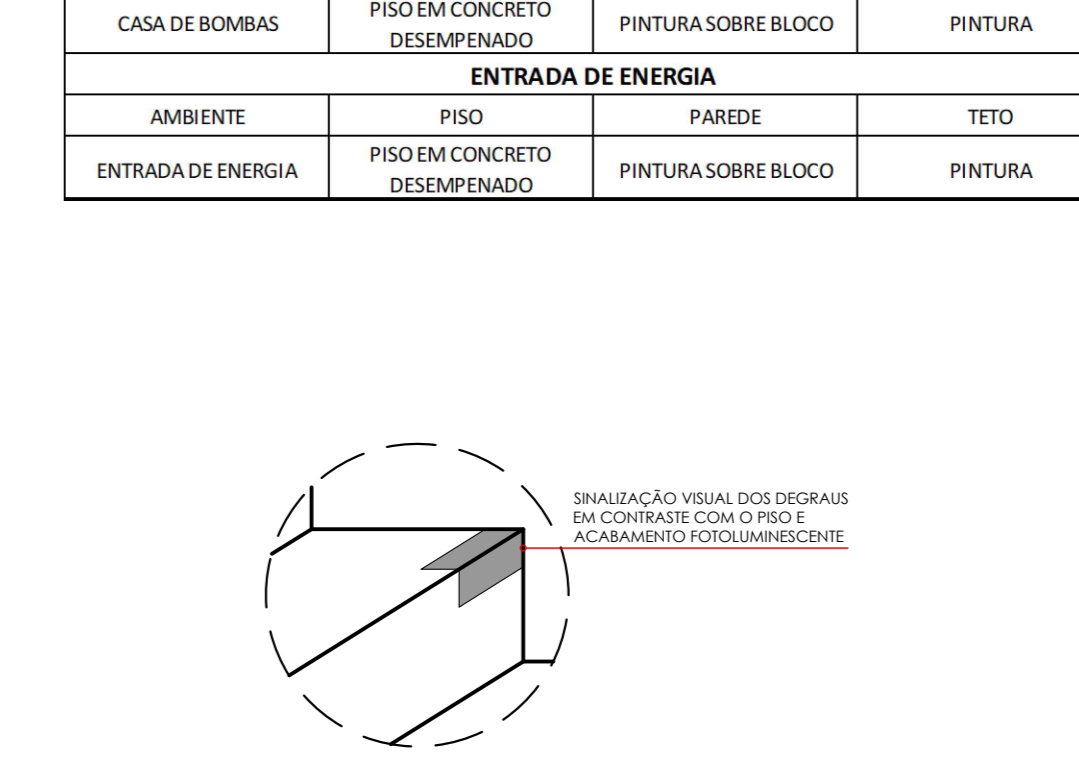 CASA DE BOMBAS
PISO EM CONCRETO
DESEMPENADO
PINTURA SOBRE BLOCO
PINTURA
ENTRADA DE ENERGIA
AMBIENTE
PISO
PAREDE
TETO
ENTRADA DE ENERGIA
PISO EM CONCRETO
DESEMPENADO
PINTURA SOBRE BLOCO
PINTURA
SINALIZAÇÃO VISUAL DOS DEGRAUS
EM CONTRASTE COM O PISO E
ACABAMENTO FOTOLUMINESCENTE